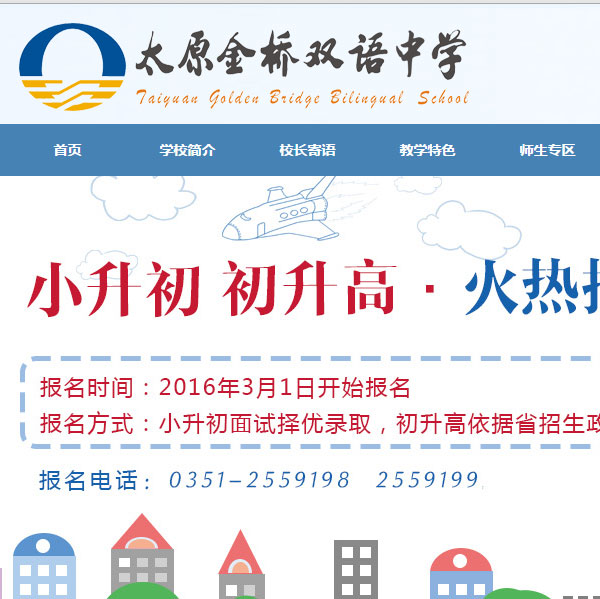 太原金桥双语中学
Taiyuan Golden Bridge Bilingual School
首页 学校简介 校长寄语 教学特色 师生专区
小升初 初升高·火热
报名时间：2016年3月1日开始报名
报名方式：小升初面试择优录取，初升高依据省招生政
报名电话：0351-2559198 2559199